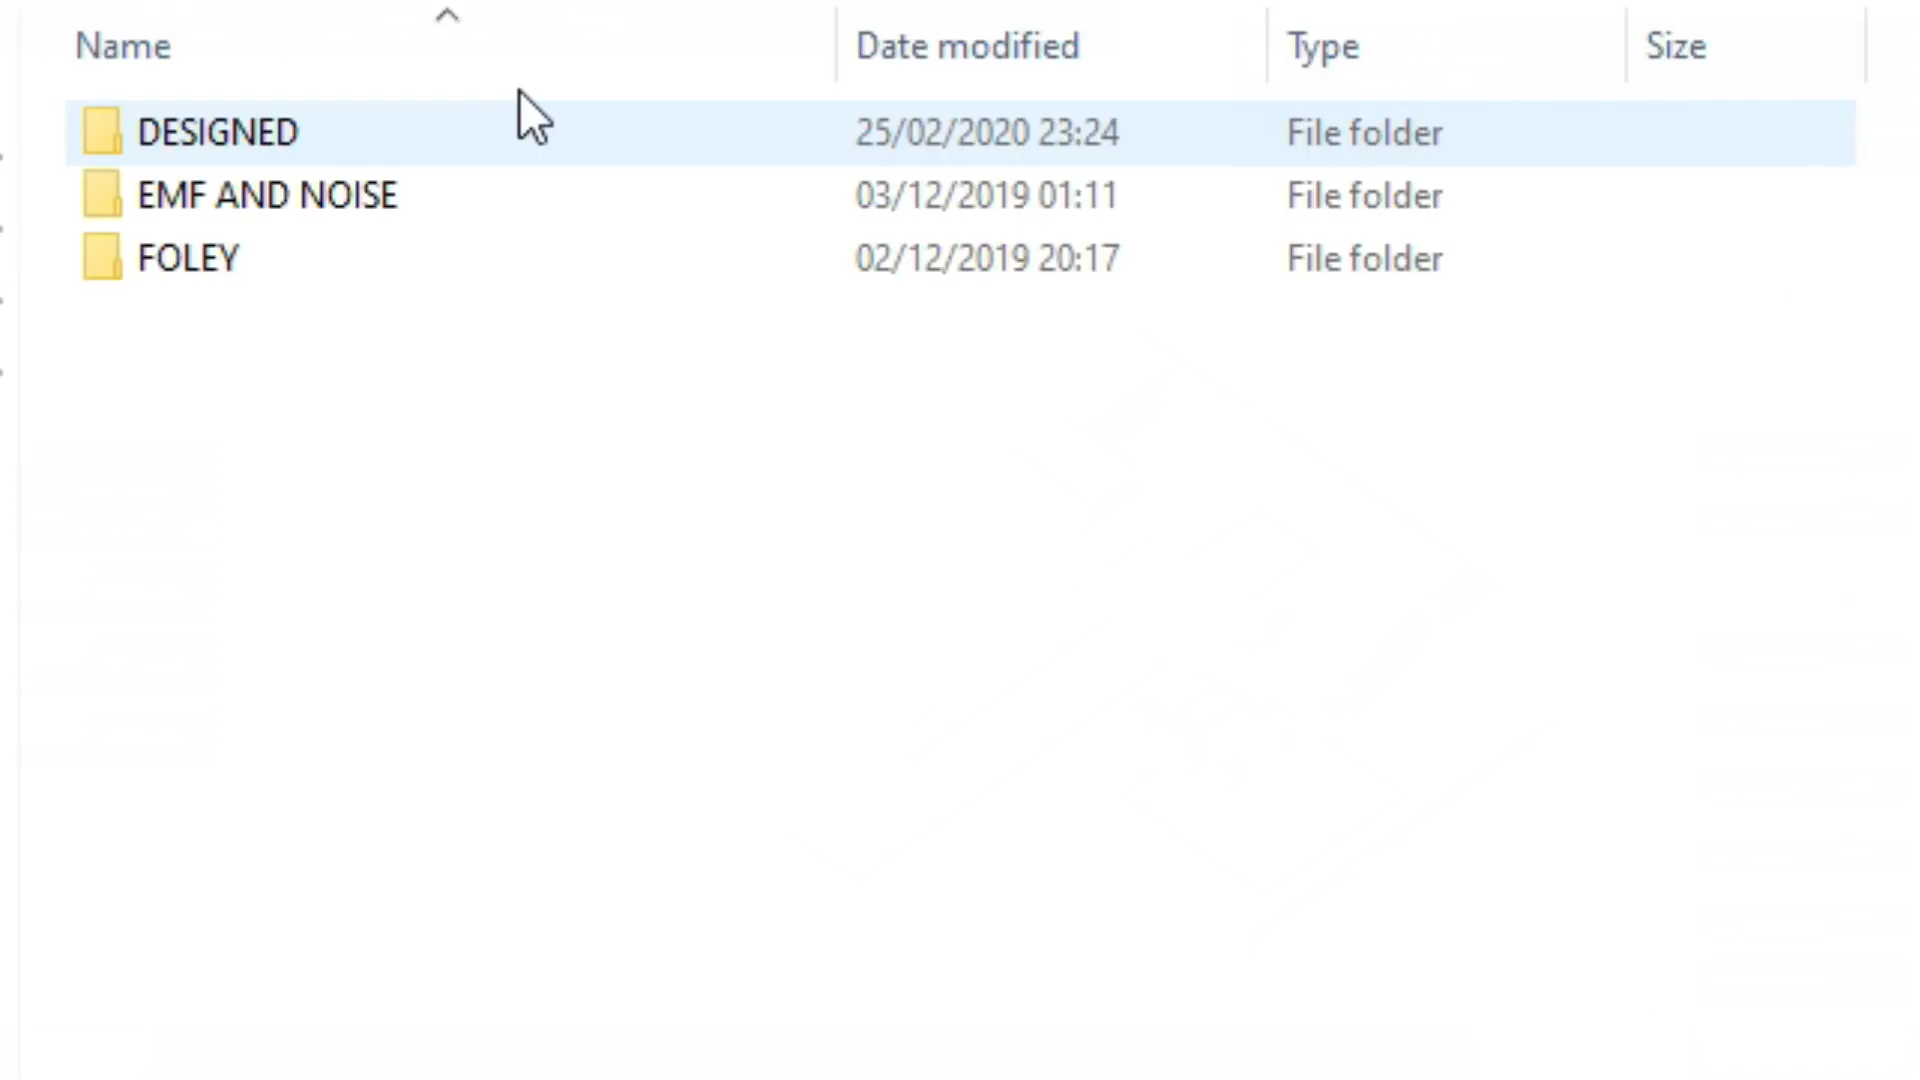 Name Date modified Type Size
DESIGNED 25/02/2020 23:24 File folder
EMF AND NOISE 03/12/2019 01:11 File folder
FOLEY 02/12/2019 20:17 File folder